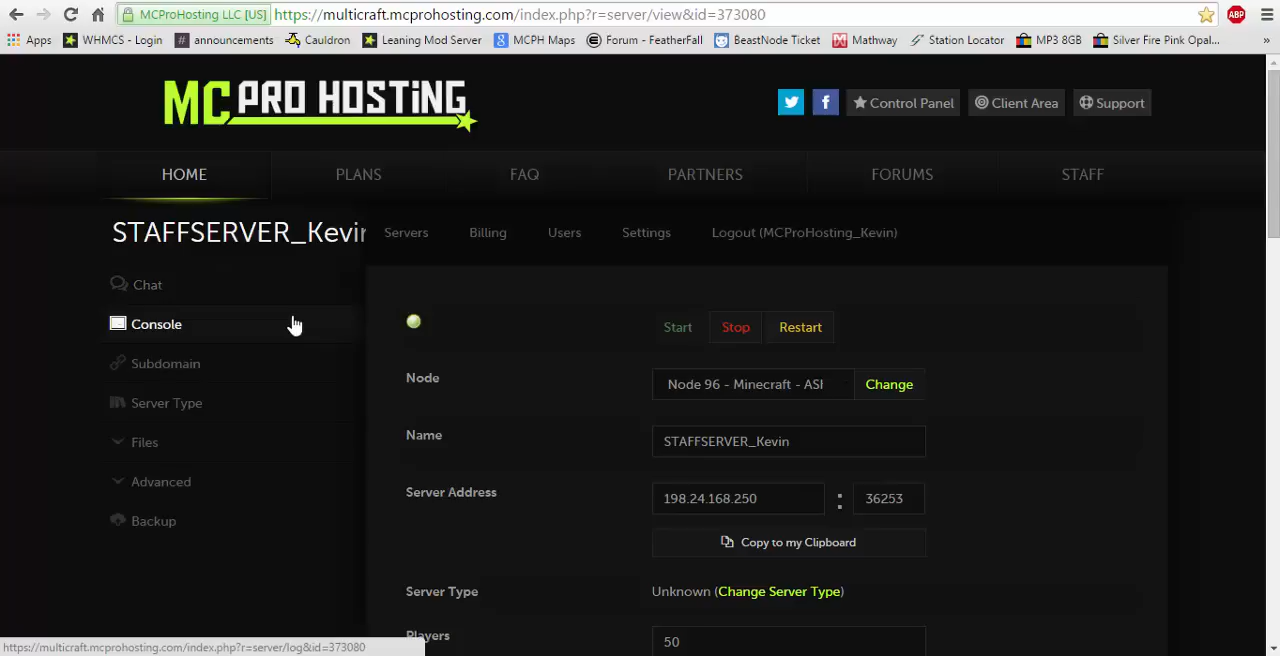 MCProHosting LLC [US] https://multicraft.mcprohosting.com/index.php?r=server/view&id=373080 ABP
Apps WHMCS - Login # announcements Cauldron Leaning Mod Server MCPH Maps Forum - FeatherFall BeastNode Ticket Mathway Station Locator MP3 8GB Silver Fire Pink Opal... »
MC PRO HOSTING
Control Panel Client Area Support
HOME PLANS FAQ PARTNERS FORUMS STAFF
STAFFSERVER_Kevin
Servers Billing Users Settings Logout (MCProHosting_Kevin)
Chat
Console
Subdomain
Server Type
Files
Advanced
Backup
Start Stop Restart
Node Node 96 - Minecraft - ASH Change
Name STAFFSERVER_Kevin
Server Address 198.24.168.250 : 36253
Copy to my Clipboard
Server Type Unknown (Change Server Type)
Players 50
https://multicraft.mcprohosting.com/index.php?r=server/log&id=373080